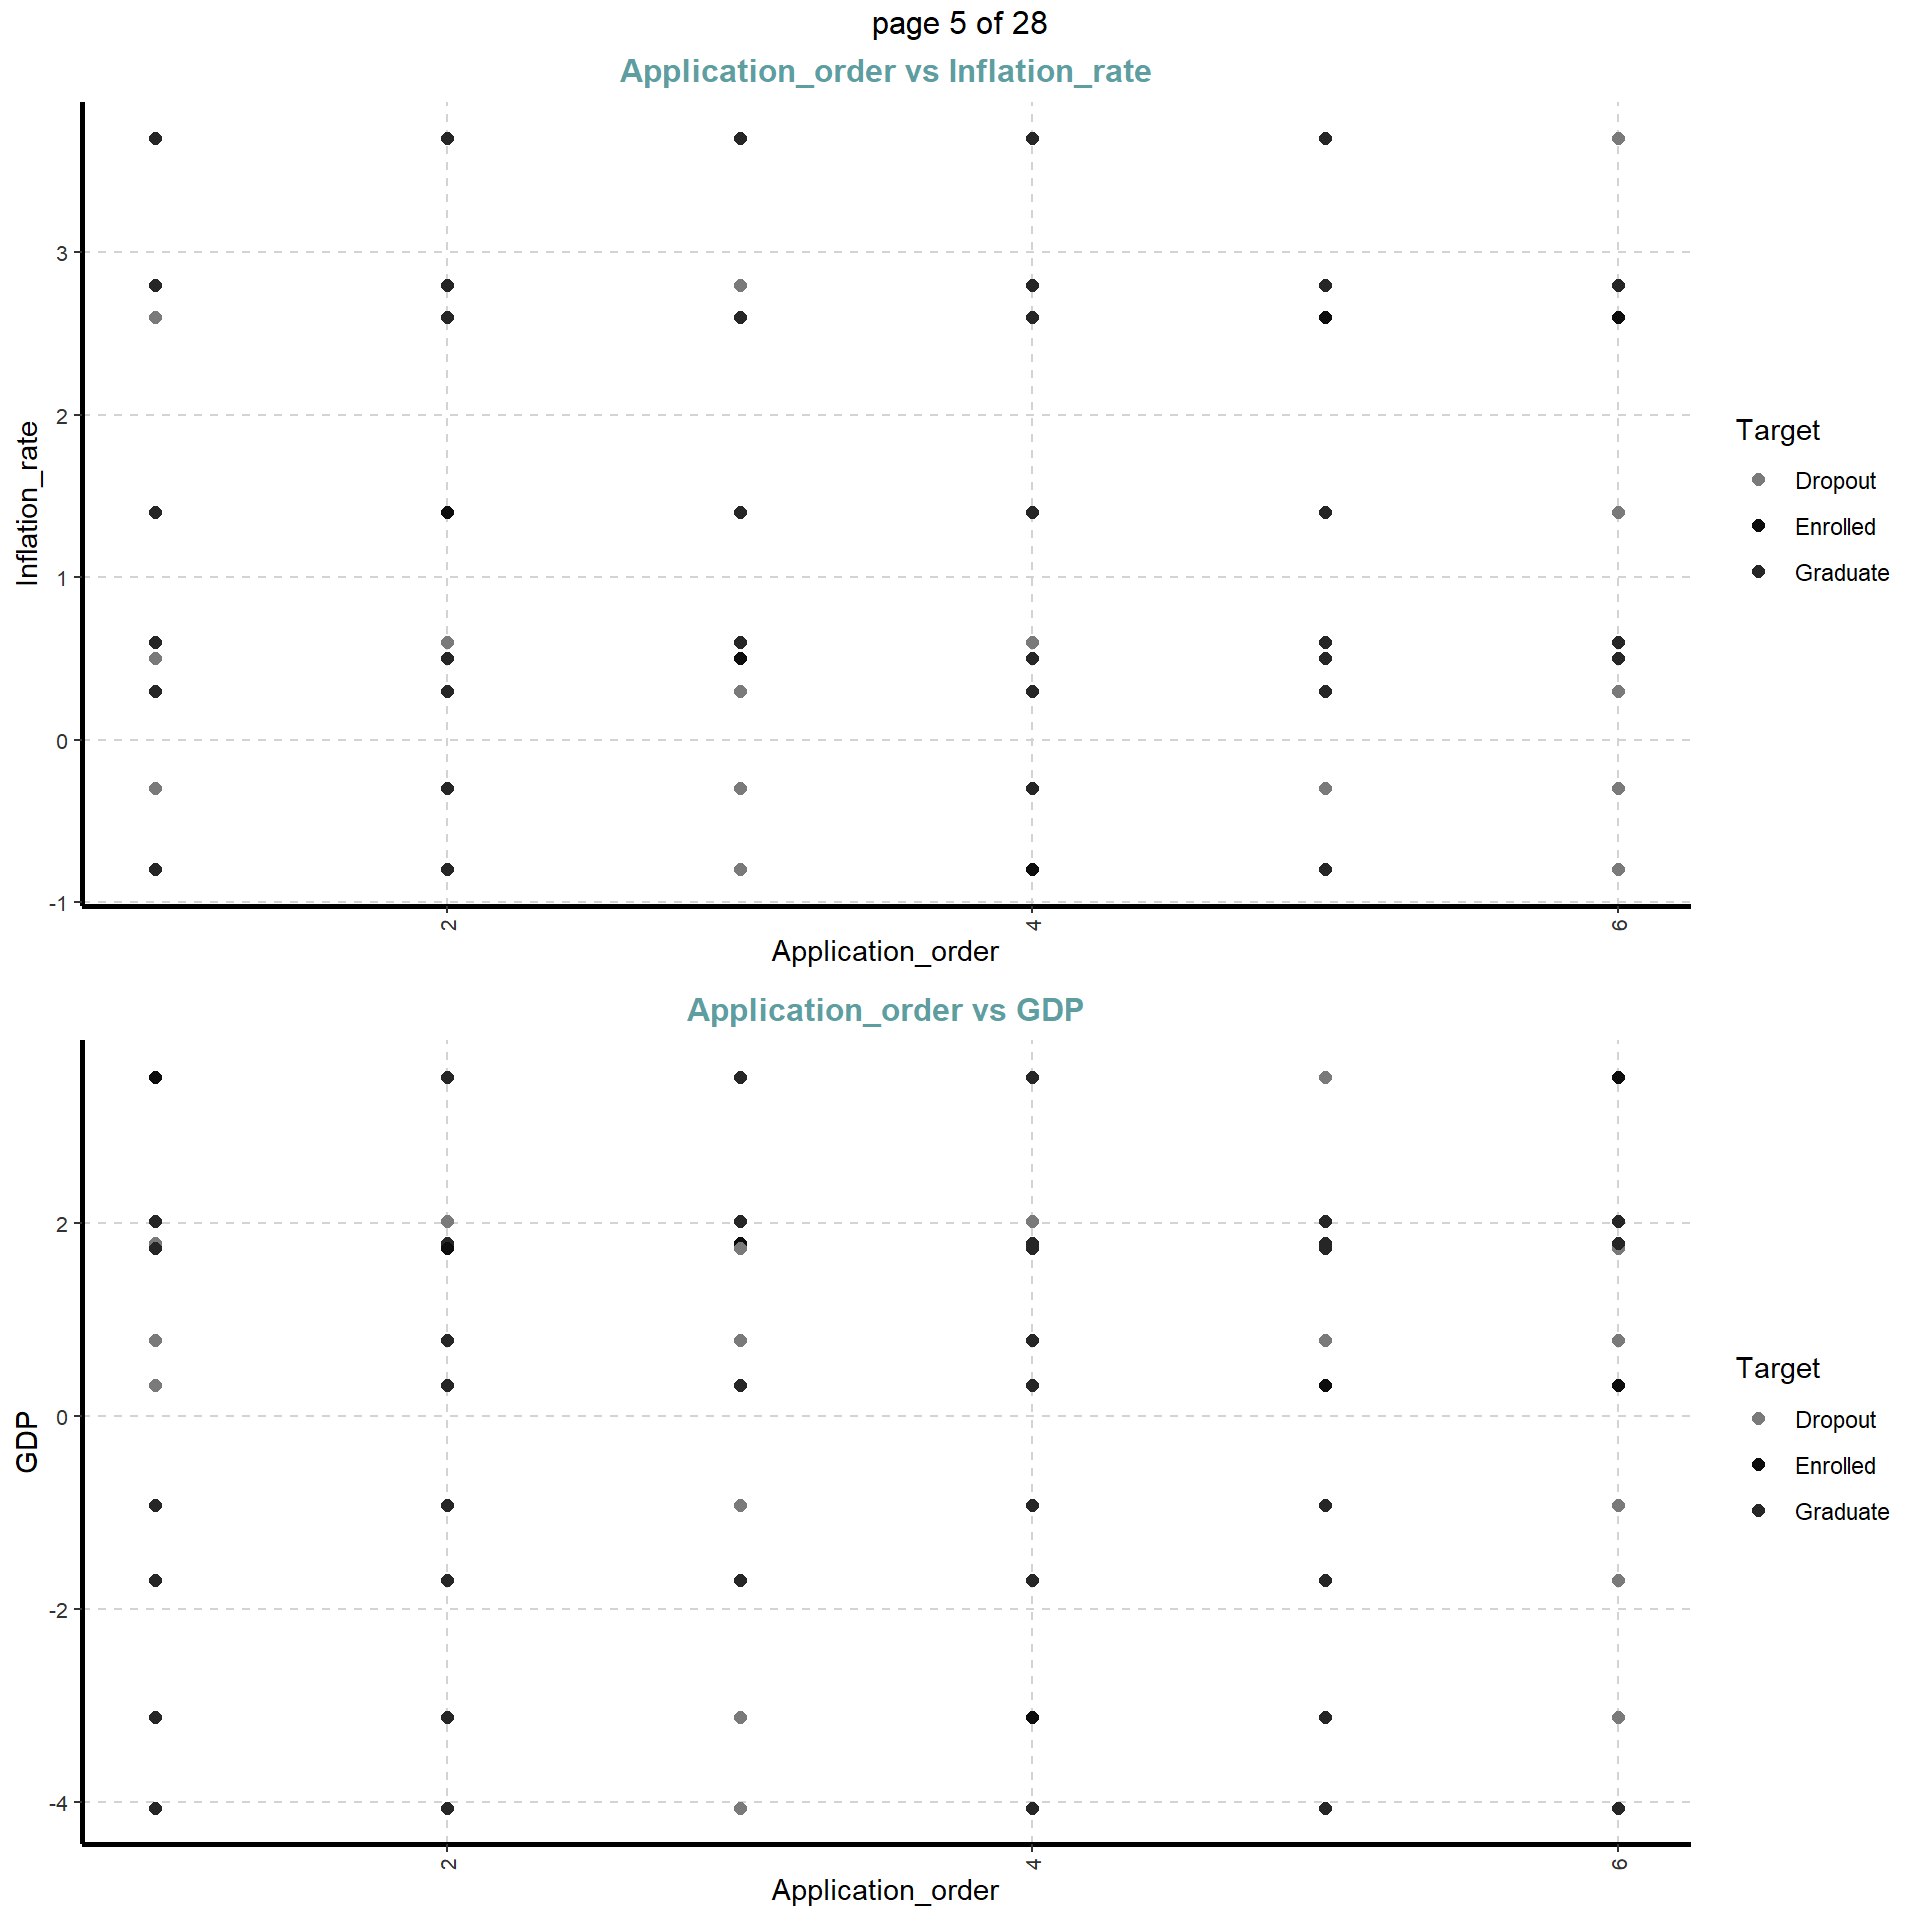 page 5 of 28
Application_order vs Inflation_rate
3
2
1
0
-1
Inflation_rate
2
4
6
Application_order
Target
Dropout
Enrolled
Graduate
Application_order vs GDP
2
0
-2
-4
GDP
2
4
6
Application_order
Target
Dropout
Enrolled
Graduate